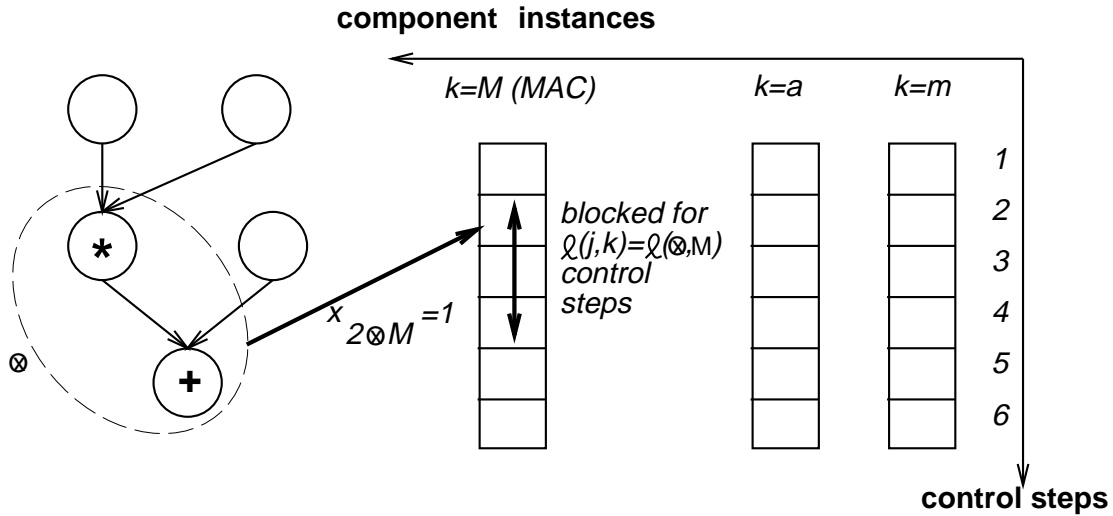 component instances
k=M (MAC)
k=a
k=m
1
2
3
4
5
6
blocked for
ℓ(j,k)=ℓ(⊗,M)
control
steps
*
+
⊗
x 2⊗M =1
control steps